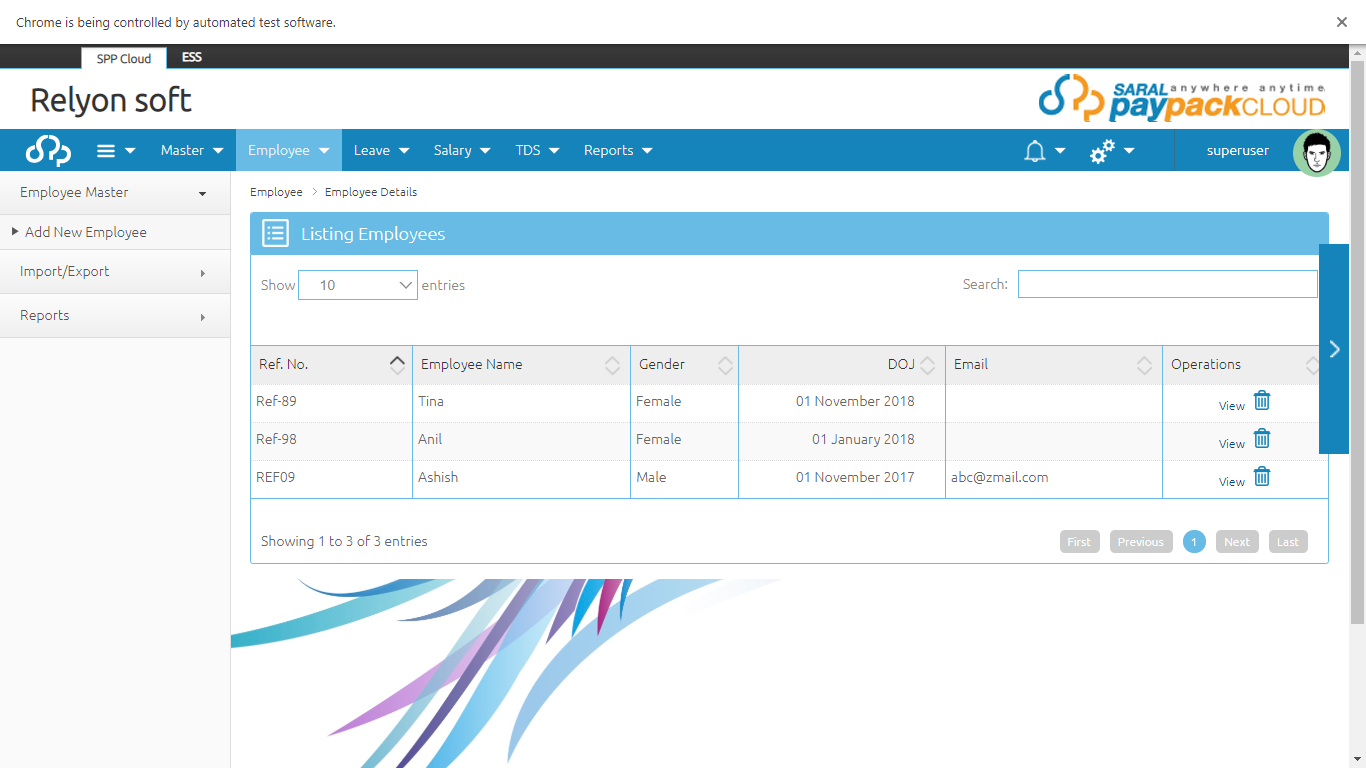 Chrome is being controlled by automated test software.
SPP Cloud ESS
Relyon soft
SARAL anywhere anytime
paypackCLOUD
Master Employee Leave Salary TDS Reports superuser
Employee Master
Add New Employee
Import/Export
Reports
Employee > Employee Details
Listing Employees
Show 10 entries Search:
Ref. No. Employee Name Gender DOJ Email Operations
Ref-89 Tina Female 01 November 2018 View
Ref-98 Anil Female 01 January 2018 View
REF09 Ashish Male 01 November 2017 abc@zmail.com View
Showing 1 to 3 of 3 entries First Previous 1 Next Last